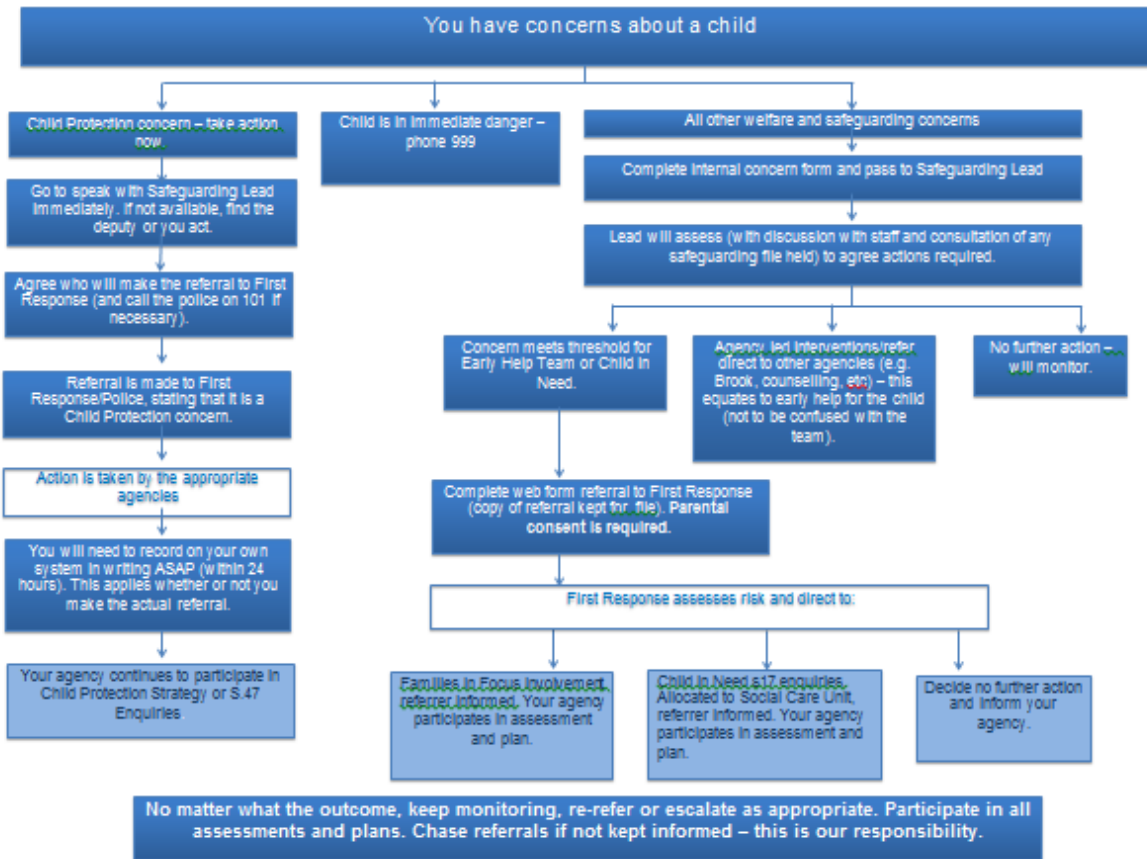 You have concerns about a child
Child Protection concern – take action
now.
Go to speak with Safeguarding Lead
immediately. If not available, find the
deputy or you act.
Agree who will make the referral to First
Response (and call the police on 101 if
necessary).
Referral is made to First
Response/Police, stating that it is a
Child Protection concern.
Action is taken by the appropriate
agencies
You will need to record on your own
system in writing ASAP (within 24
hours). This applies whether or not you
make the actual referral.
Your agency continues to participate in
Child Protection Strategy or S.47
Enquiries.
Child is in immediate danger –
phone 999
All other welfare and safeguarding concerns
Complete internal concern form and pass to Safeguarding Lead
Lead will assess (with discussion with staff and consultation of any
safeguarding file held) to agree actions required.
Concern meets threshold for
Early Help Team or Child in
Need.
Agency led interventions/refer
direct to other agencies (e.g.
Brook, counselling, etc) – this
equates to early help for the child
(not to be confused with the
team).
No further action –
will monitor.
Complete web form referral to First Response
(copy of referral kept for file). Parental
consent is required.
First Response assesses risk and direct to:
Families in Focus involvement,
referrer informed. Your agency
participates in assessment
and plan.
Child in Need s17 enquiries.
Allocated to Social Care Unit,
referrer informed. Your agency
participates in assessment and
plan.
Decide no further action
and inform your
agency.
No matter what the outcome, keep monitoring, re-refer or escalate as appropriate. Participate in all
assessments and plans. Chase referrals if not kept informed – this is our responsibility.